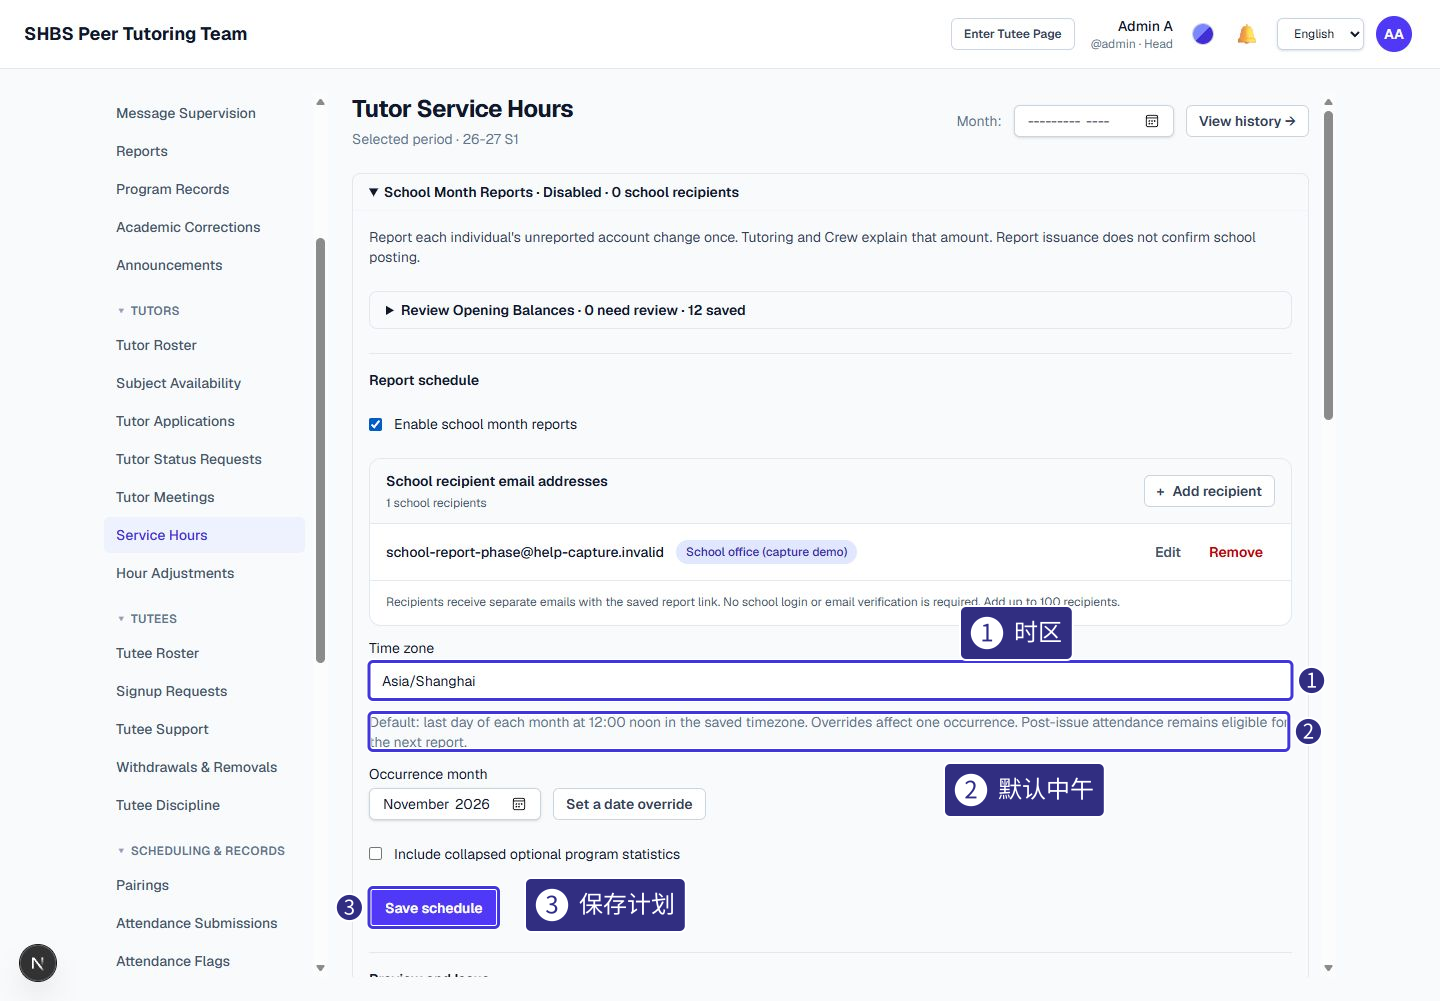 SHBS Peer Tutoring Team
Enter Tutee Page
Admin A
@admin · Head
English
AA
Message Supervision
Reports
Program Records
Academic Corrections
Announcements
TUTORS
Tutor Roster
Subject Availability
Tutor Applications
Tutor Status Requests
Tutor Meetings
Service Hours
Hour Adjustments
TUTEES
Tutee Roster
Signup Requests
Tutee Support
Withdrawals & Removals
Tutee Discipline
SCHEDULING & RECORDS
Pairings
Attendance Submissions
Attendance Flags
N
Tutor Service Hours
Selected period · 26-27 S1
Month:
--------- ----
View history →
School Month Reports · Disabled · 0 school recipients
Report each individual's unreported account change once. Tutoring and Crew explain that amount. Report issuance does not confirm school
posting.
Review Opening Balances · 0 need review · 12 saved
Report schedule
Enable school month reports
School recipient email addresses
1 school recipients
+ Add recipient
school-report-phase@help-capture.invalid
School office (capture demo)
Edit
Remove
Recipients receive separate emails with the saved report link. No school login or email verification is required. Add up to 100 recipients.
1 时区
Time zone
Asia/Shanghai
1
Default: last day of each month at 12:00 noon in the saved timezone. Overrides affect one occurrence. Post-issue attendance remains eligible for
the next report.
2
Occurrence month
November 2026
Set a date override
2 默认中午
Include collapsed optional program statistics
3
Save schedule
3 保存计划